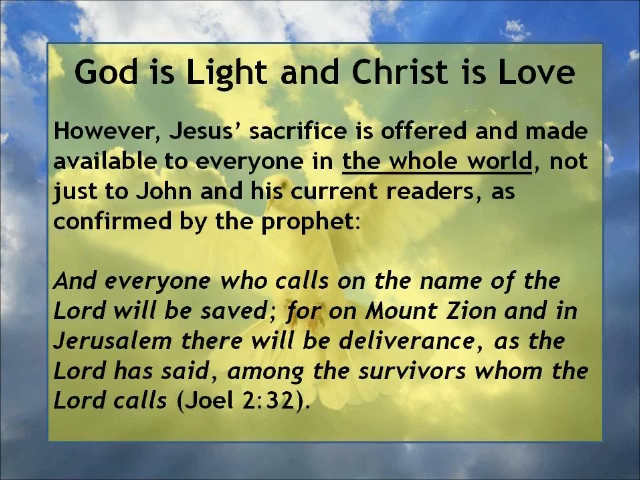 God is Light and Christ is Love
However, Jesus’ sacrifice is offered and made
available to everyone in the whole world, not
just to John and his current readers, as
confirmed by the prophet:
And everyone who calls on the name of the
Lord will be saved; for on Mount Zion and in
Jerusalem there will be deliverance, as the
Lord has said, among the survivors whom the
Lord calls (Joel 2:32).